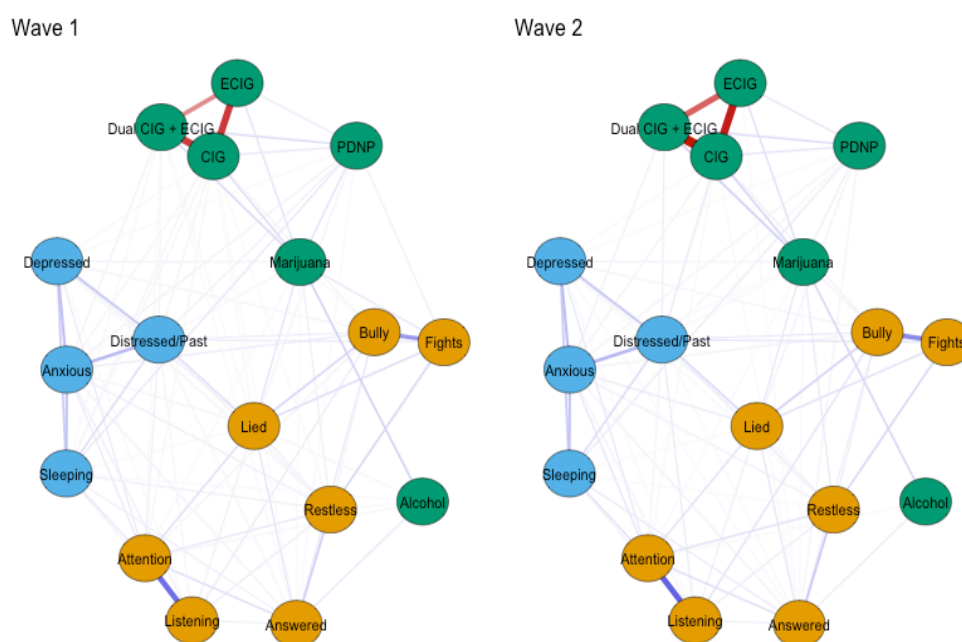 Wave 1
ECIG
Dual CIG + ECIG
CIG
PDNP
Depressed
Marijuana
Distressed/Past
Bully
Fights
Anxious
Lied
Sleeping
Restless
Alcohol
Attention
Listening
Answered
Wave 2
ECIG
Dual CIG + ECIG
CIG
PDNP
Depressed
Marijuana
Distressed/Past
Bully
Fights
Anxious
Lied
Sleeping
Restless
Alcohol
Attention
Listening
Answered